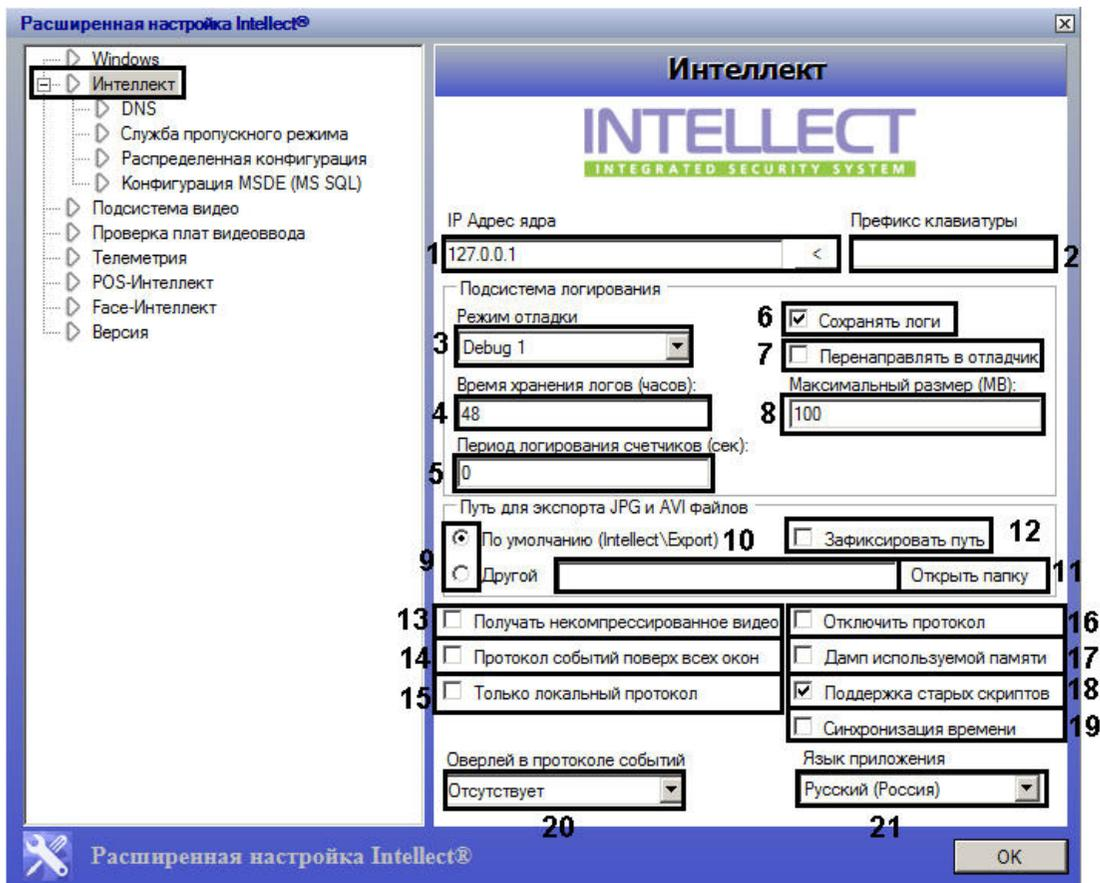 Расширенная настройка Intellect®
Windows
Интеллект
DNS
Служба пропускного режима
Распределенная конфигурация
Конфигурация MSDE (MS SQL)
Подсистема видео
Проверка плат видеоввода
Телеметрия
POS-Интеллект
Face-Интеллект
Версия
Интеллект
INTELLECT
INTEGRATED SECURITY SYSTEM
IP Адрес ядра Префикс клавиатуры
1 127.0.0.1 < 2
Подсистема логирования
Режим отладки 6 Сохранять логи
3 Debug 1 7 Перенаправлять в отладчик
Время хранения логов (часов): Максимальный размер (MB):
4 48 8 100
Период логирования счетчиков (сек):
5 0
Путь для экспорта JPG и AVI файлов
9 По умолчанию (Intellect\Export) 10 Зафиксировать путь 12
Другой Открыть папку 11
13 Получать некомпрессированное видео Отключить протокол 16
14 Протокол событий поверх всех окон Дамп используемой памяти 17
15 Только локальный протокол Поддержка старых скриптов 18
Синхронизация времени 19
Оверлей в протоколе событий Язык приложения
Отсутствует Русский (Россия)
20 21
Расширенная настройка Intellect® OK